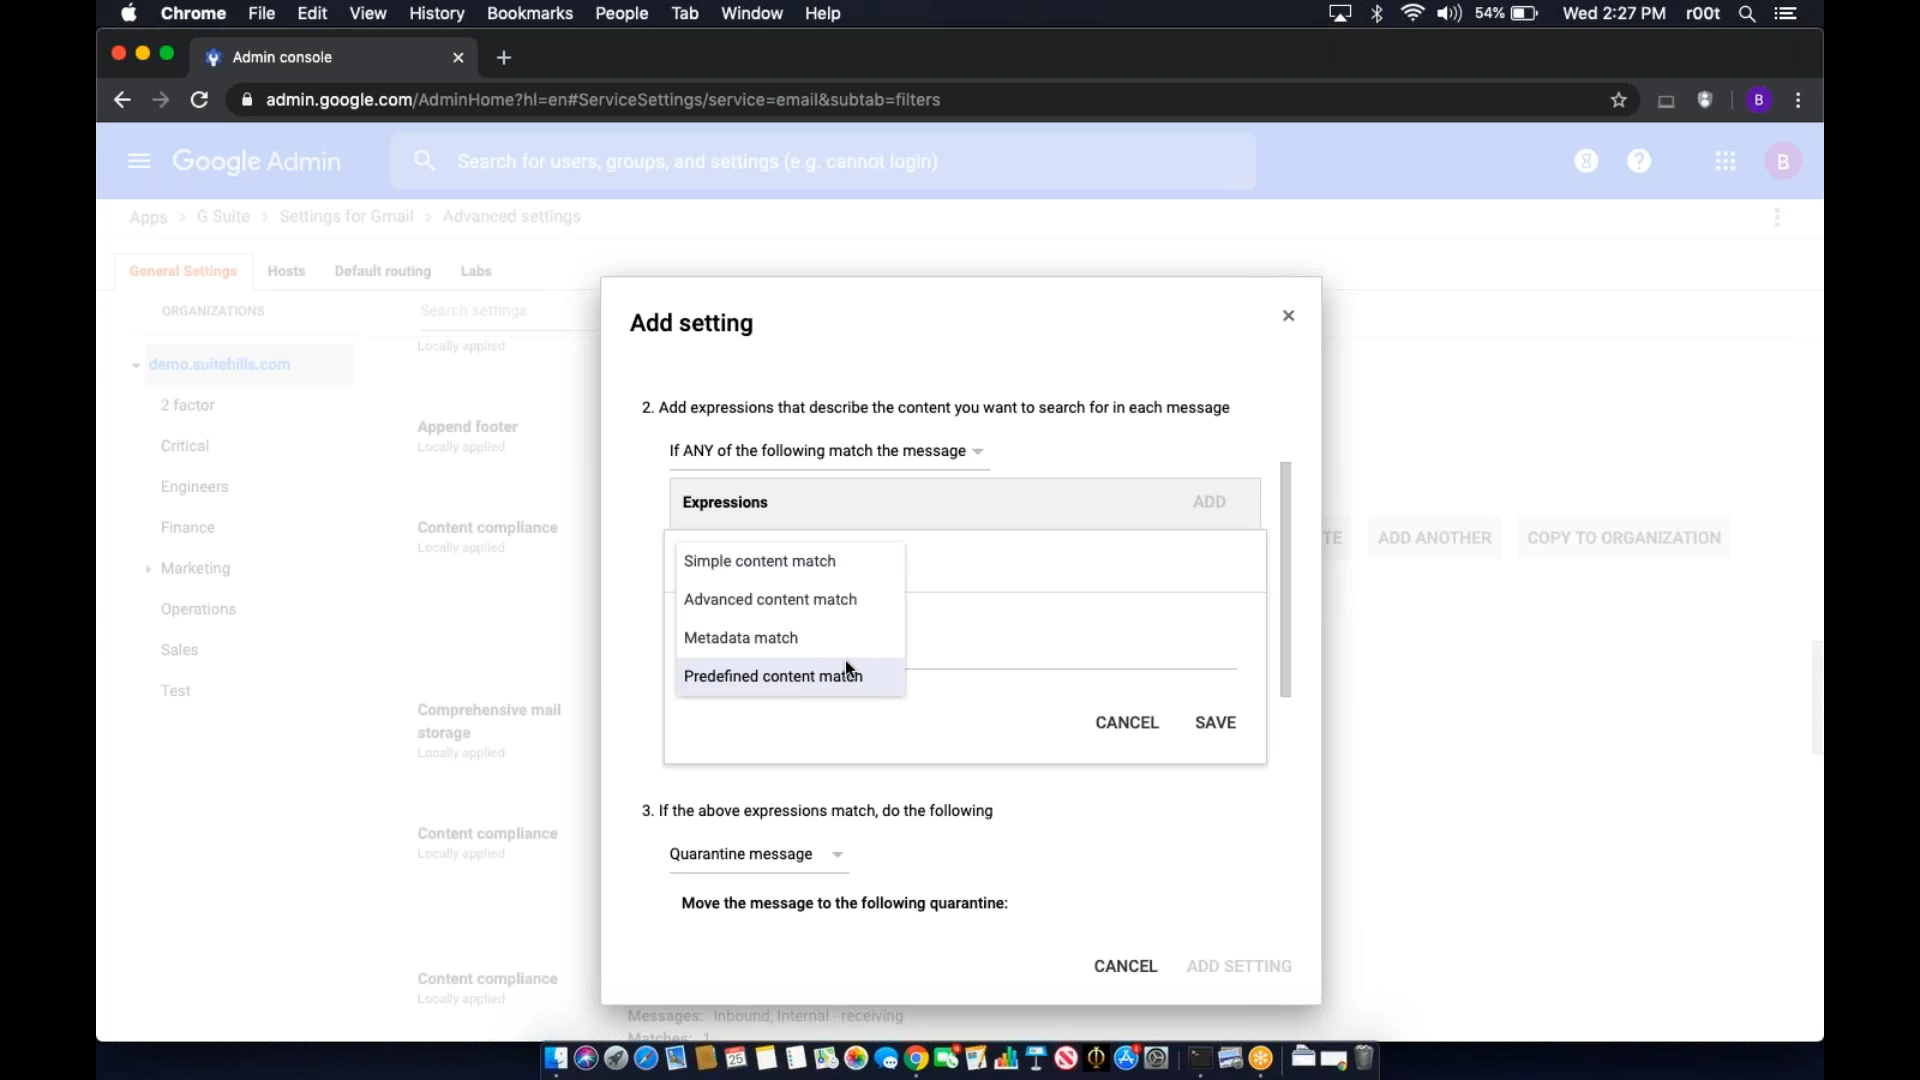 Chrome File Edit View History Bookmarks People Tab Window Help 54% Wed 2:27 PM r00t
Admin console
admin.google.com/AdminHome?hl=en#ServiceSettings/service=email&subtab=filters B
Google Admin Search for users, groups, and settings (e.g. cannot login) 8 ? B
Apps > G Suite > Settings for Gmail > Advanced settings
General Settings Hosts Default routing Labs
ORGANIZATIONS
demo.suitehills.com
2 factor
Critical
Engineers
Finance
Marketing
Operations
Sales
Test
Search settings
Locally applied
Append footer
Locally applied
Content compliance
Locally applied
Comprehensive mail
storage
Locally applied
Content compliance
Locally applied
Content compliance
Locally applied
Add setting
2. Add expressions that describe the content you want to search for in each message
If ANY of the following match the message
Expressions ADD
Simple content match
Advanced content match
Metadata match
Predefined content match
CANCEL SAVE
3. If the above expressions match, do the following
Quarantine message
Move the message to the following quarantine:
CANCEL ADD SETTING
TE ADD ANOTHER COPY TO ORGANIZATION
Messages: Inbound, Internal - receiving
Matches: 1
25